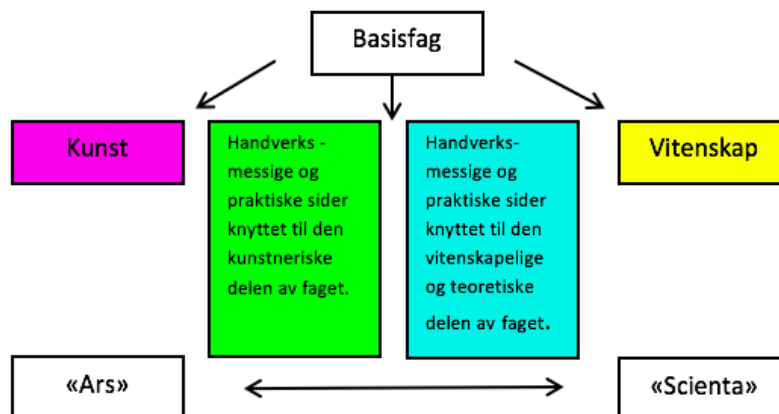 Basisfag
Kunst
Handverks -
messige og
praktiske sider
knyttet til den
kunstneriske
delen av faget.
Handverks-
messige og
praktiske sider
knyttet til den
vitenskapelige
og teoretiske
delen av faget.
Vitenskap
«Ars»
«Scienta»